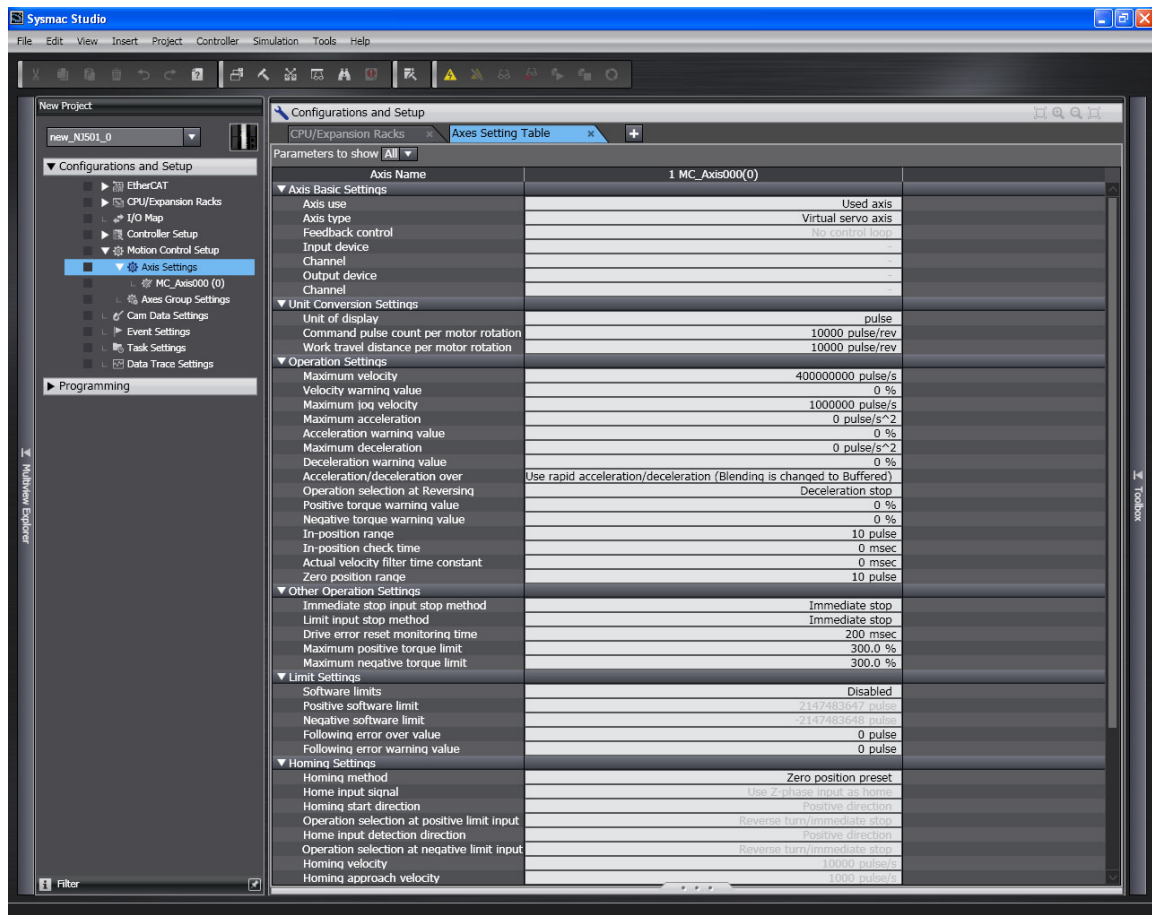 Sysmac Studio
File Edit View Insert Project Controller Simulation Tools Help
New Project
new_NJ501_0
Configurations and Setup
EtherCAT
CPU/Expansion Racks
I/O Map
Controller Setup
Motion Control Setup
Axis Settings
MC_Axis000 (0)
Axes Group Settings
Cam Data Settings
Event Settings
Task Settings
Data Trace Settings
Programming
Filter
Multiview Explorer
Configurations and Setup
CPU/Expansion Racks Axes Setting Table
Parameters to show All
Axis Name 1 MC_Axis000(0)
Axis Basic Settings
Axis use Used axis
Axis type Virtual servo axis
Feedback control No control loop
Input device -
Channel -
Output device -
Channel -
Unit Conversion Settings
Unit of display pulse
Command pulse count per motor rotation 10000 pulse/rev
Work travel distance per motor rotation 10000 pulse/rev
Operation Settings
Maximum velocity 400000000 pulse/s
Velocity warning value 0 %
Maximum jog velocity 1000000 pulse/s
Maximum acceleration 0 pulse/s^2
Acceleration warning value 0 %
Maximum deceleration 0 pulse/s^2
Deceleration warning value 0 %
Acceleration/deceleration over Use rapid acceleration/deceleration (Blending is changed to Buffered)
Operation selection at Reversing Deceleration stop
Positive torque warning value 0 %
Negative torque warning value 0 %
In-position range 10 pulse
In-position check time 0 msec
Actual velocity filter time constant 0 msec
Zero position range 10 pulse
Other Operation Settings
Immediate stop input stop method Immediate stop
Limit input stop method Immediate stop
Drive error reset monitoring time 200 msec
Maximum positive torque limit 300.0 %
Maximum negative torque limit 300.0 %
Limit Settings
Software limits Disabled
Positive software limit 2147483647 pulse
Negative software limit -2147483648 pulse
Following error over value 0 pulse
Following error warning value 0 pulse
Homing Settings
Homing method Zero position preset
Home input signal Use Z-phase input as home
Homing start direction Positive direction
Operation selection at positive limit input Reverse turn/immediate stop
Home input detection direction Positive direction
Operation selection at negative limit input Reverse turn/immediate stop
Homing velocity 10000 pulse/s
Homing approach velocity 1000 pulse/s
Toolbox